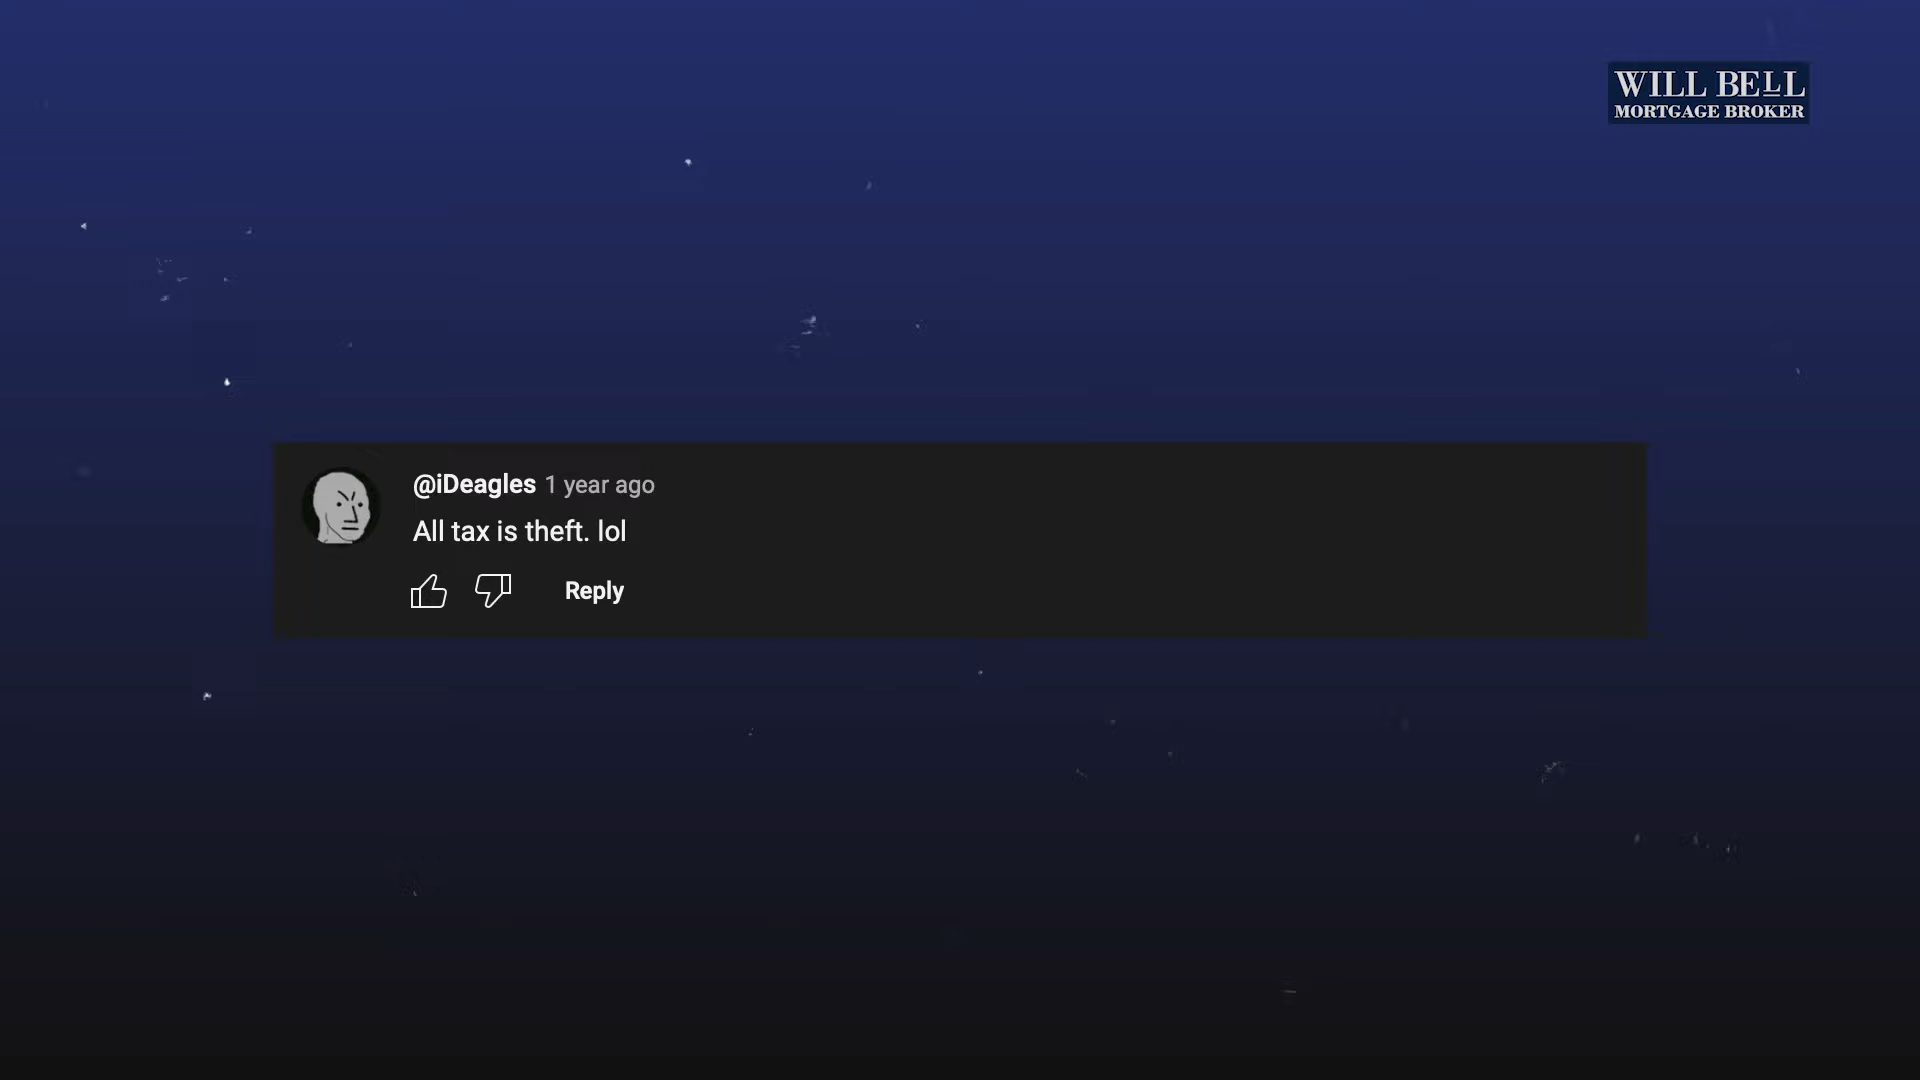 WILL BELL
MORTGAGE BROKER
@iDeagles 1 year ago
All tax is theft. lol
Reply